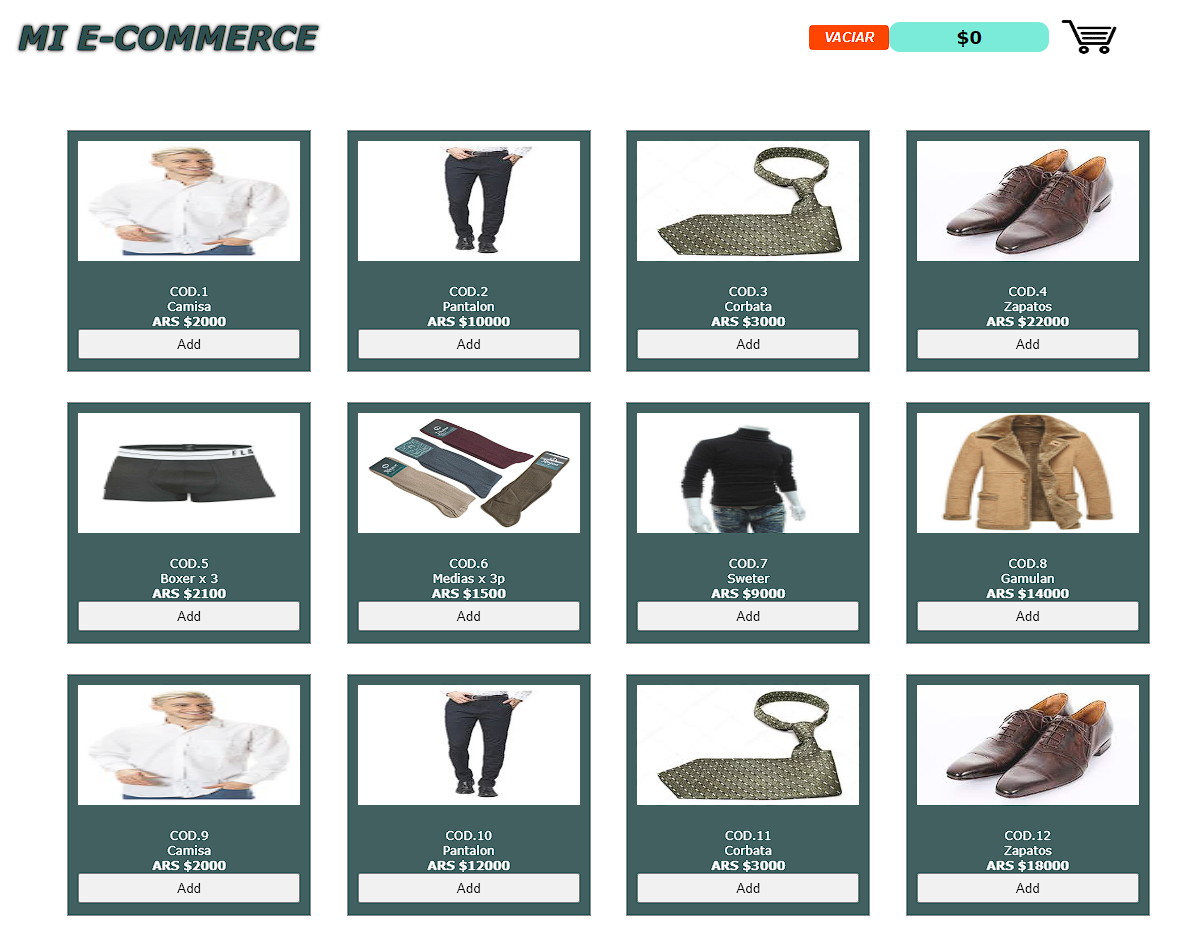 MI E-COMMERCE
VACIAR
$0
COD.1
Camisa
ARS $2000
Add
COD.2
Pantalon
ARS $10000
Add
COD.3
Corbata
ARS $3000
Add
COD.4
Zapatos
ARS $22000
Add
COD.5
Boxer x 3
ARS $2100
Add
COD.6
Medias x 3p
ARS $1500
Add
COD.7
Sweter
ARS $9000
Add
COD.8
Gamulan
ARS $14000
Add
COD.9
Camisa
ARS $2000
Add
COD.10
Pantalon
ARS $12000
Add
COD.11
Corbata
ARS $3000
Add
COD.12
Zapatos
ARS $18000
Add